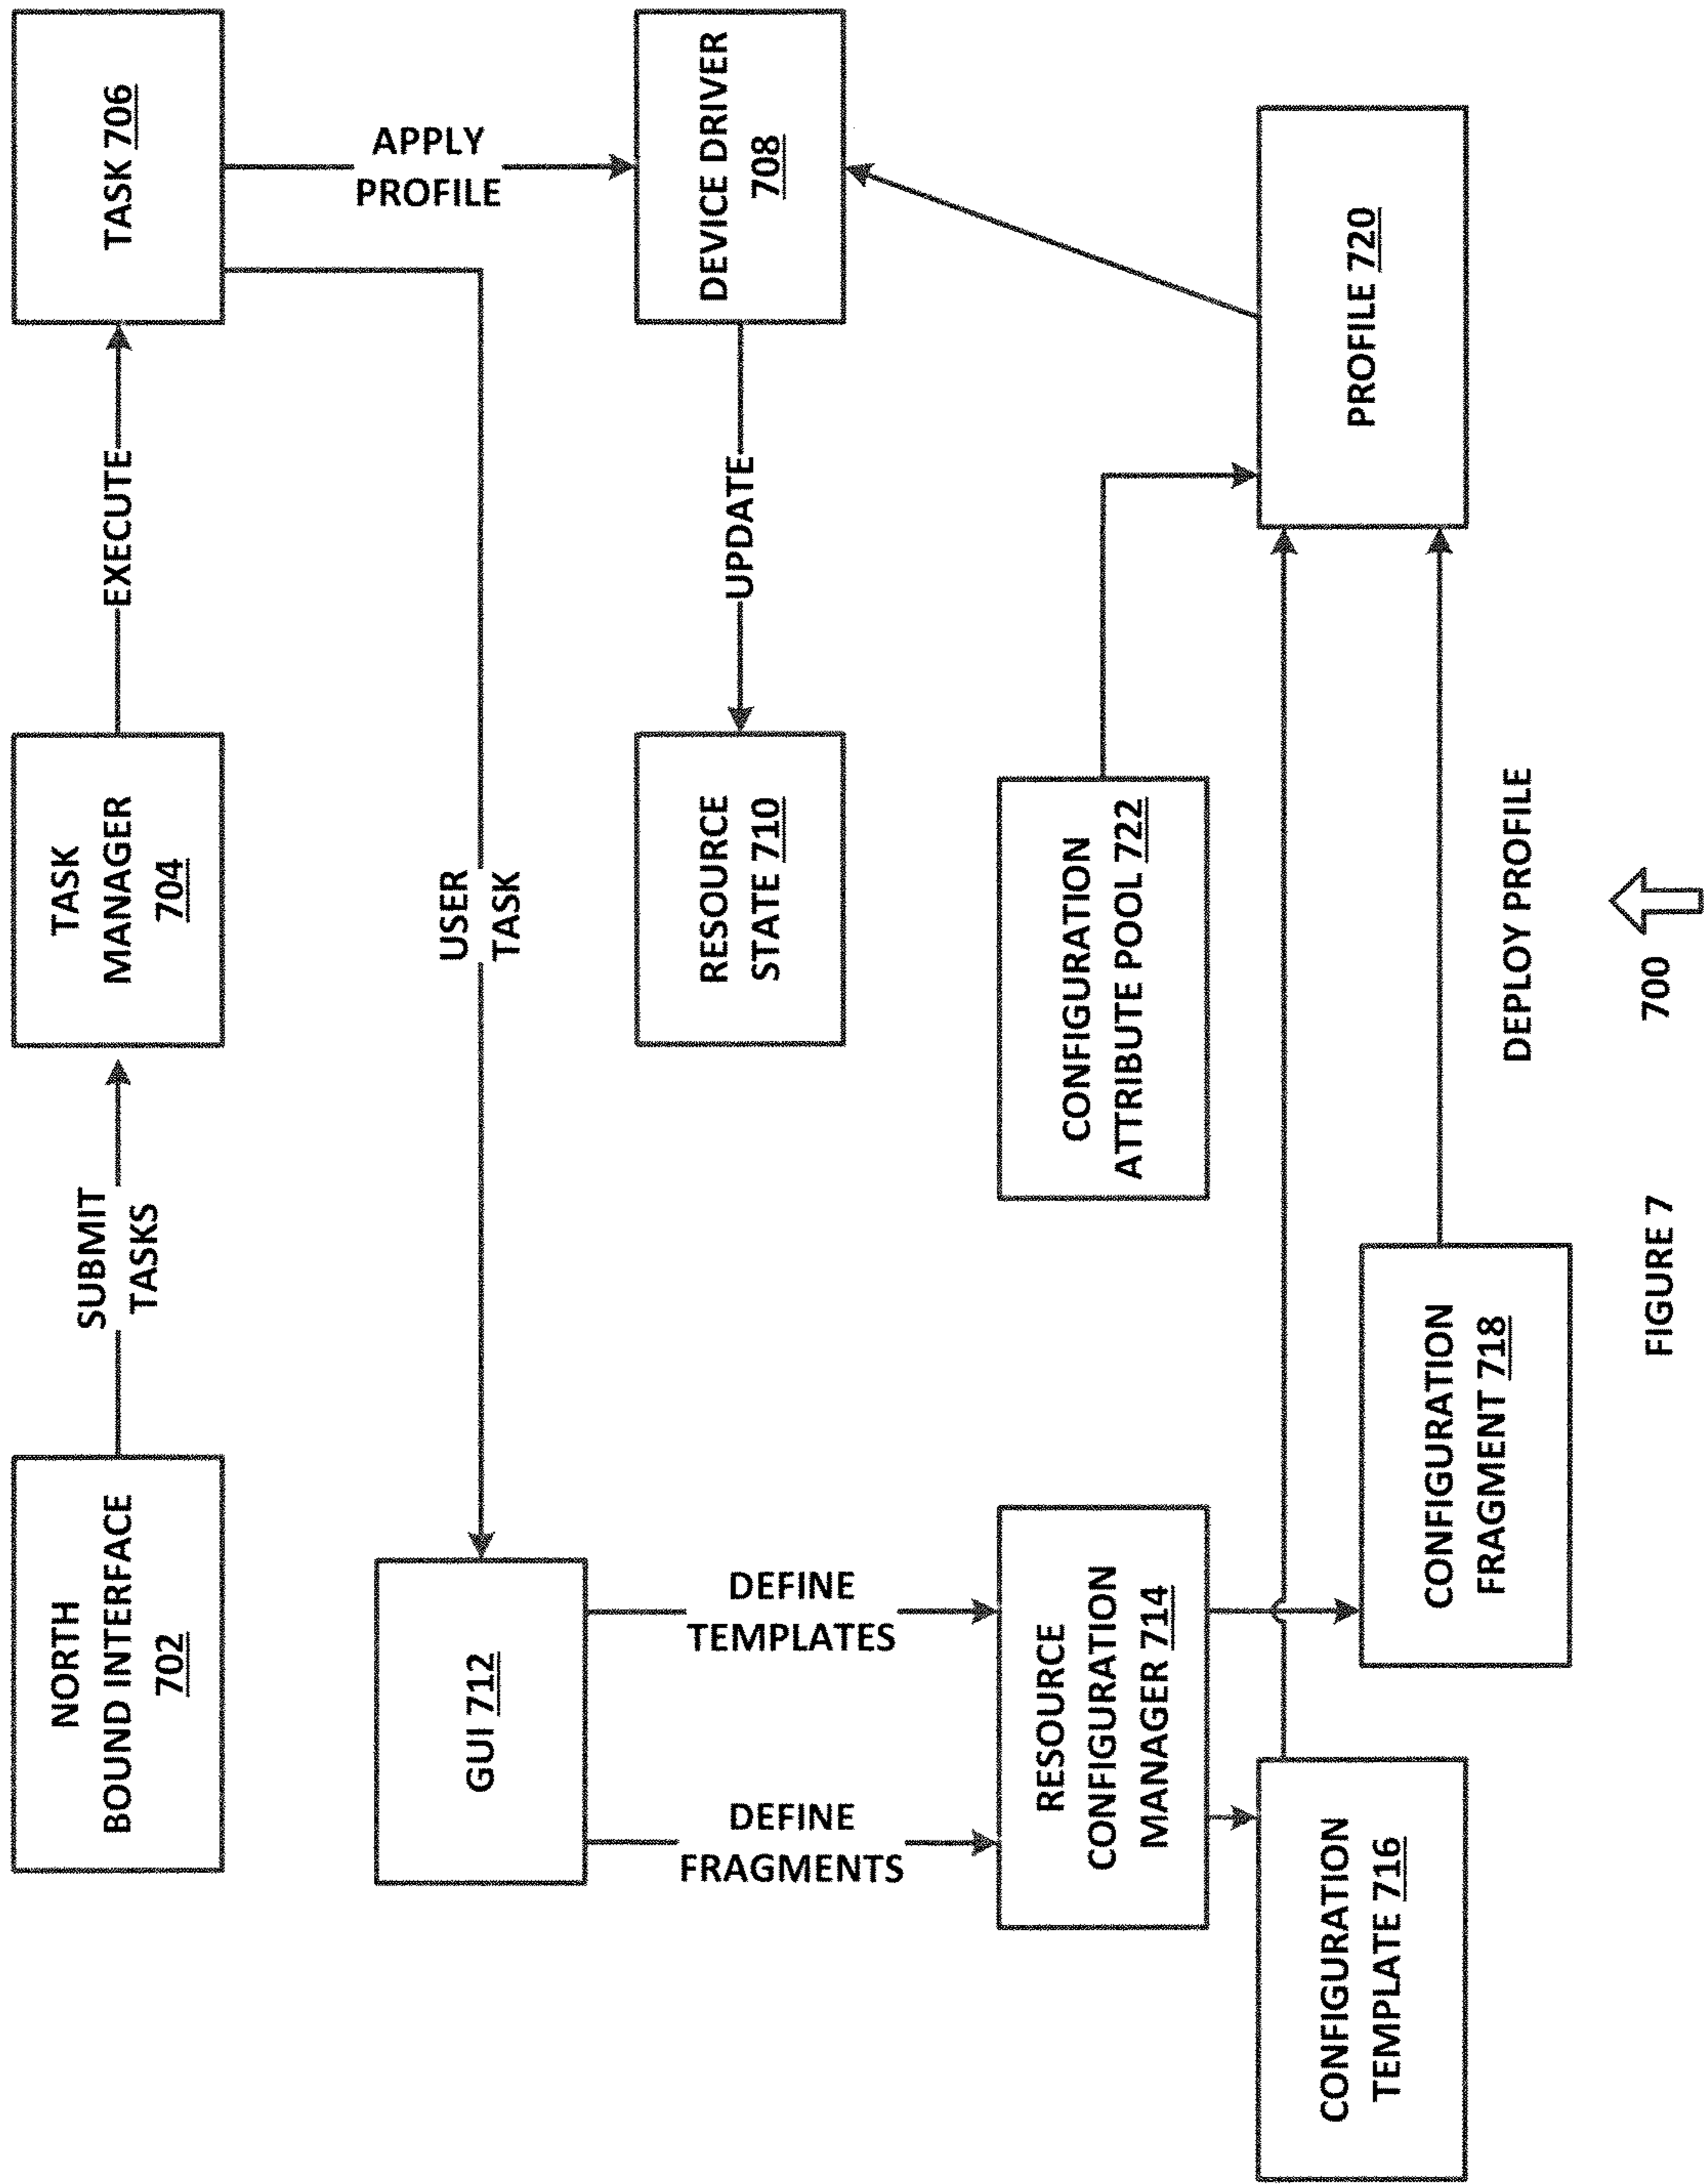 NORTH
BOUND INTERFACE
702
SUBMIT
TASKS
TASK
MANAGER
704
EXECUTE
TASK 706
USER
TASK
APPLY
PROFILE
GUI 712
DEFINE
FRAGMENTS
DEFINE
TEMPLATES
RESOURCE
STATE 710
UPDATE
DEVICE DRIVER
708
RESOURCE
CONFIGURATION
MANAGER 714
CONFIGURATION
ATTRIBUTE POOL 722
CONFIGURATION
TEMPLATE 716
CONFIGURATION
FRAGMENT 718
PROFILE 720
DEPLOY PROFILE
FIGURE 7
700